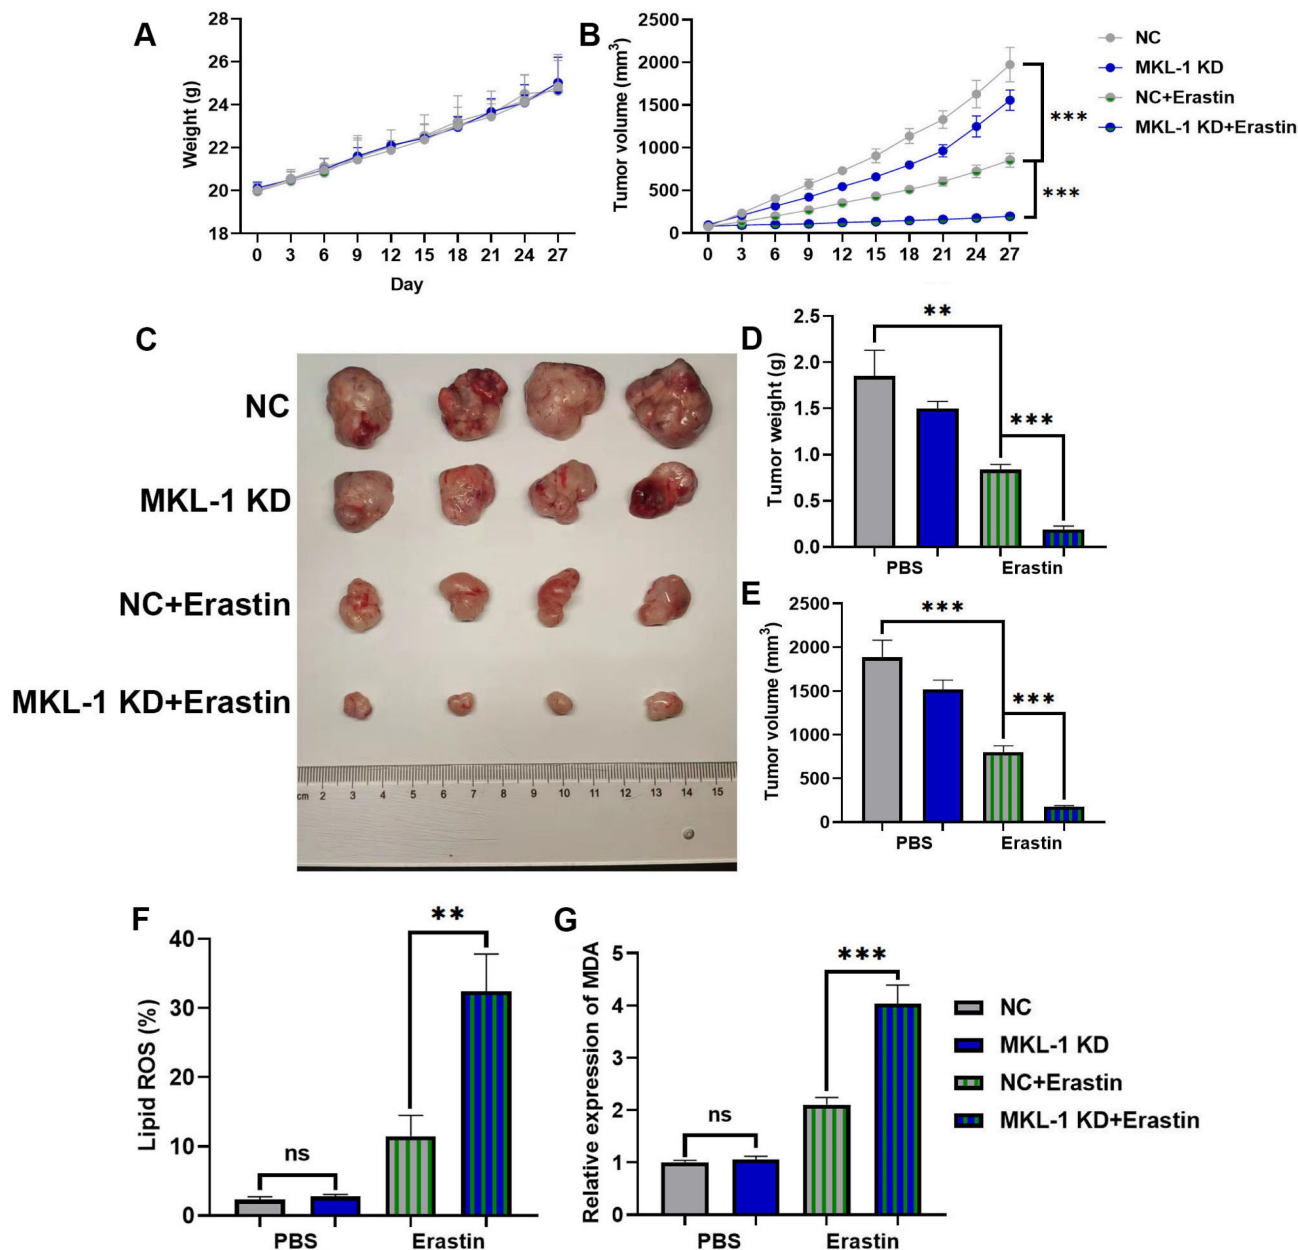 A
Weight (g)
28
26
24
22
20
18
0 3 6 9 12 15 18 21 24 27
Day
B
Tumor volume (mm³)
2500
2000
1500
1000
500
0
0 3 6 9 12 15 18 21 24 27
***
***
NC
MKL-1 KD
NC+Erastin
MKL-1 KD+Erastin
C
NC
MKL-1 KD
NC+Erastin
MKL-1 KD+Erastin
cm 2 3 4 5 6 7 8 9 10 11 12 13 14 15
D
Tumor weight (g)
2.5
2.0
1.5
1.0
0.5
0.0
**
***
PBS Erastin
E
Tumor volume (mm³)
2500
2000
1500
1000
500
0
***
***
PBS Erastin
F
Lipid ROS (%)
40
30
20
10
0
ns
**
PBS Erastin
G
Relative expression of MDA
5
4
3
2
1
0
ns
***
PBS Erastin
NC
MKL-1 KD
NC+Erastin
MKL-1 KD+Erastin